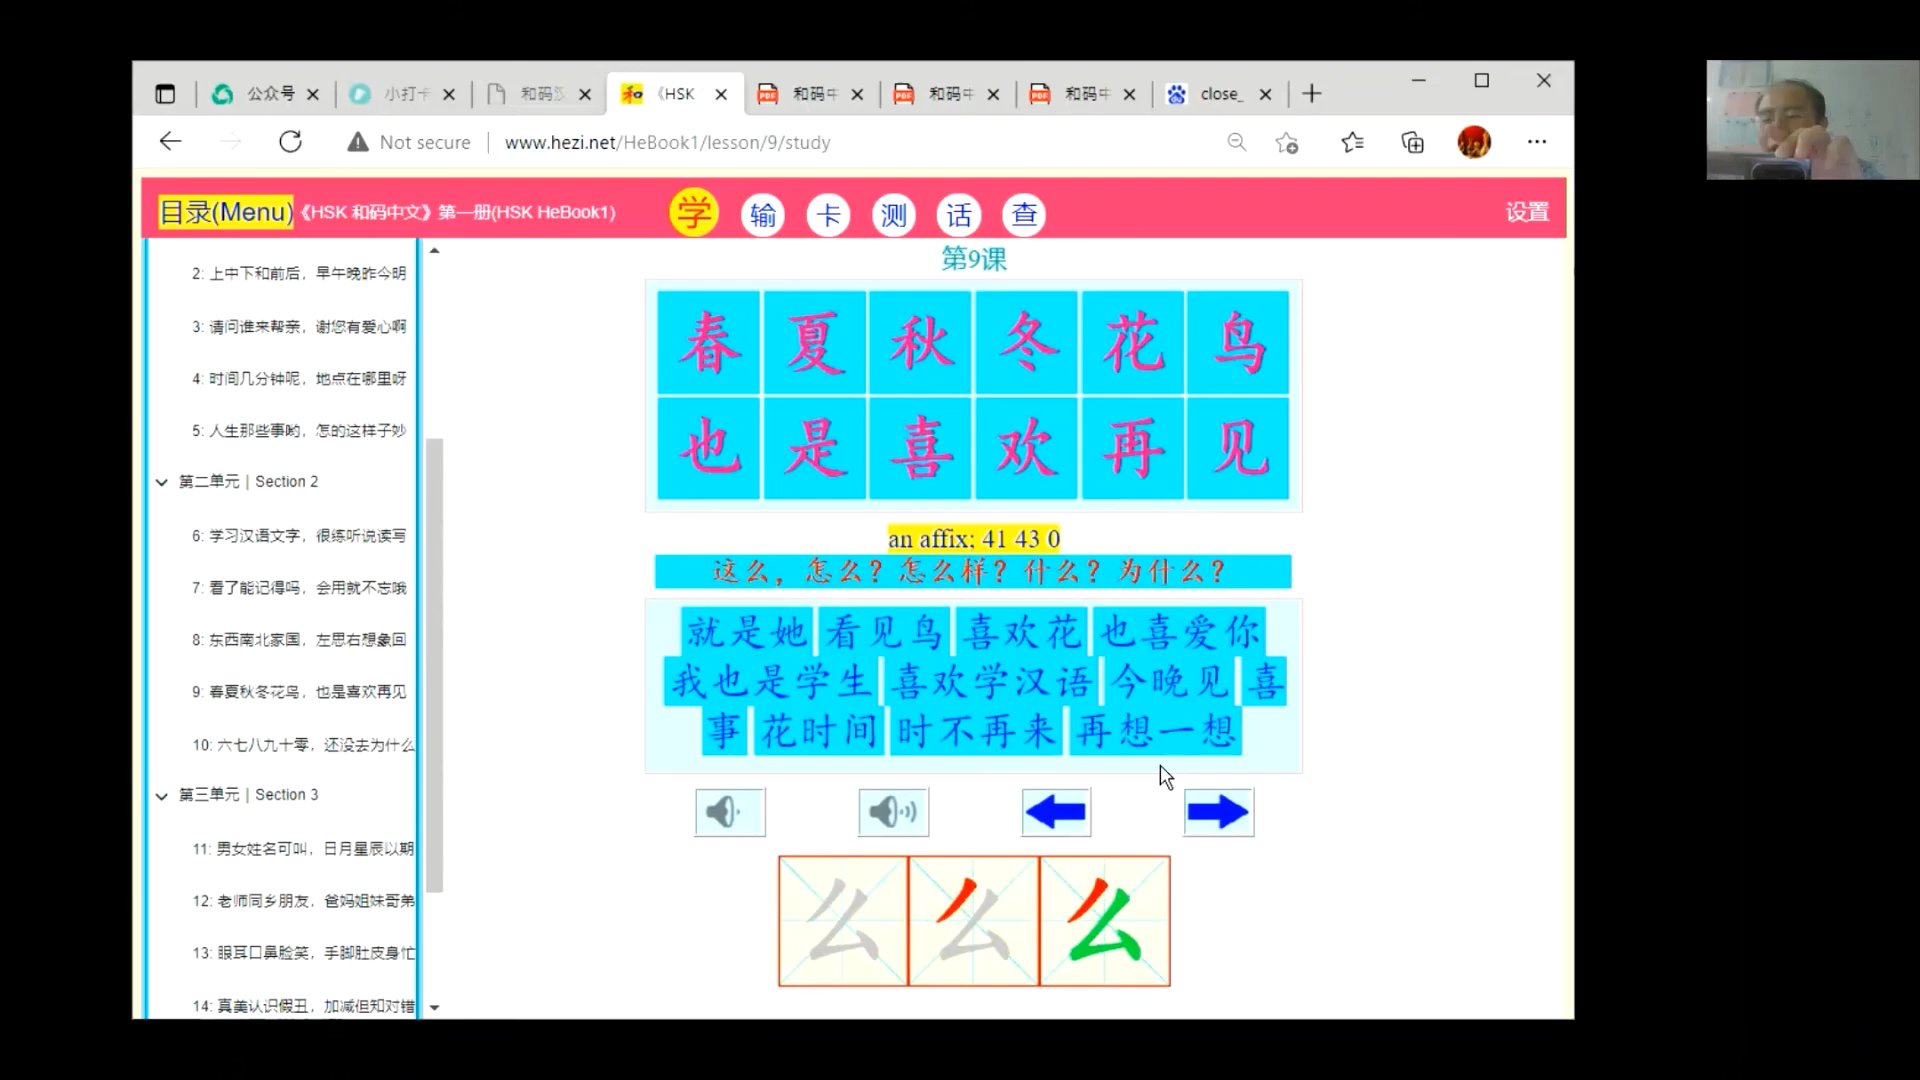 公众号
小打卡
和码汉
《HSK
和码中
和码中
和码中
close_
Not secure
www.hezi.net/HeBook1/lesson/9/study
目录(Menu)
《HSK 和码中文》第一册(HSK HeBook1)
学 输 卡 测 话 查
设置
2: 上中下和前后，早午晚昨今明
3: 请问谁来帮亲，谢您有爱心啊
4: 时间几分钟呢，地点在哪里呀
5: 人生那些事哟，怎的这样子妙
第二单元 | Section 2
6: 学习汉语文字，很练听说读写
7: 看了能记得吗，会用就不忘哦
8: 东西南北家国，左思右想象回
9: 春夏秋冬花鸟，也是喜欢再见
10: 六七八九十零，还没去为什么
第三单元 | Section 3
11: 男女姓名可叫，日月星辰以期
12: 老师同乡朋友，爸妈姐妹哥弟
13: 眼耳口鼻脸笑，手脚肚皮身忙
14: 真美认识假丑，加减但知对错
第9课
春 夏 秋 冬 花 鸟
也 是 喜 欢 再 见
an affix; 41 43 0
这么，怎么？怎么样？什么？为什么？
就是她 看见鸟 喜欢花 也喜爱你
我也是学生 喜欢学汉语 今晚见 喜
事 花时间 时不再来 再想一想
么 么 么